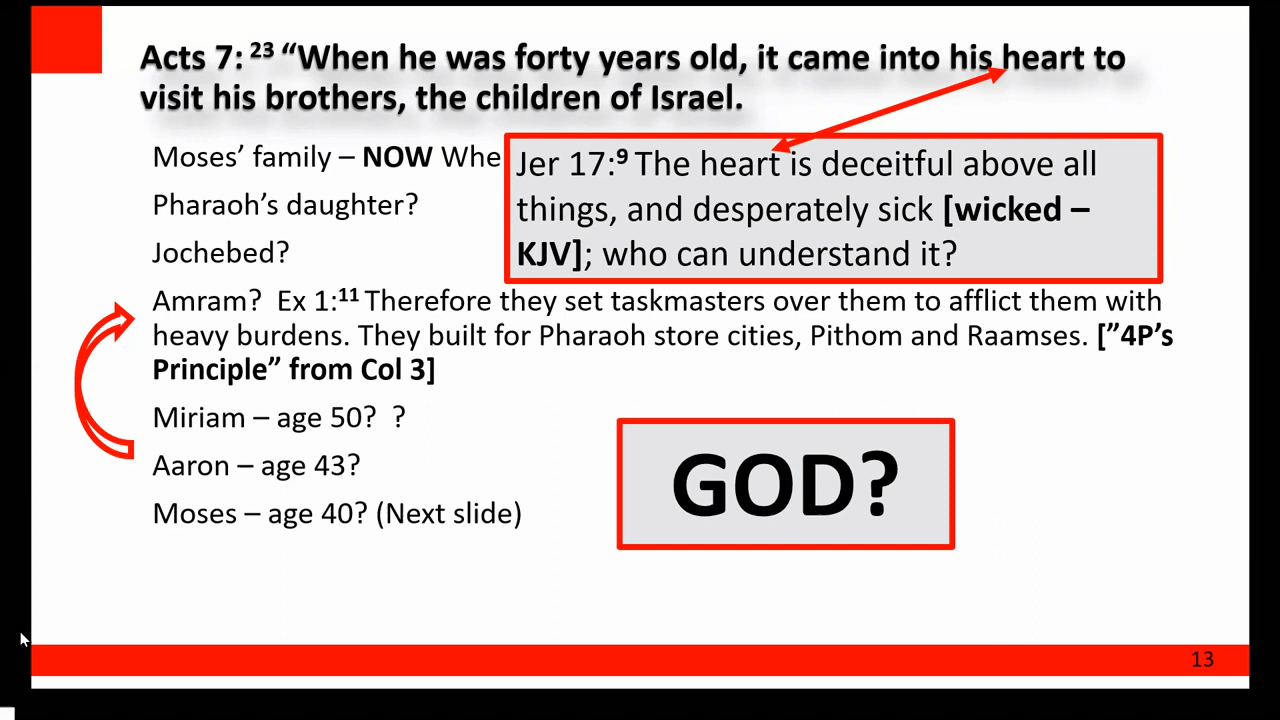 Acts 7: 23 “When he was forty years old, it came into his heart to
visit his brothers, the children of Israel.
Moses’ family – NOW Whe
Jer 17:9 The heart is deceitful above all
things, and desperately sick [wicked –
KJV]; who can understand it?
Pharaoh’s daughter?
Jochebed?
Amram? Ex 1:11 Therefore they set taskmasters over them to afflict them with
heavy burdens. They built for Pharaoh store cities, Pithom and Raamses. [”4P’s
Principle” from Col 3]
Miriam – age 50? ?
Aaron – age 43?
Moses – age 40? (Next slide)
GOD?
13